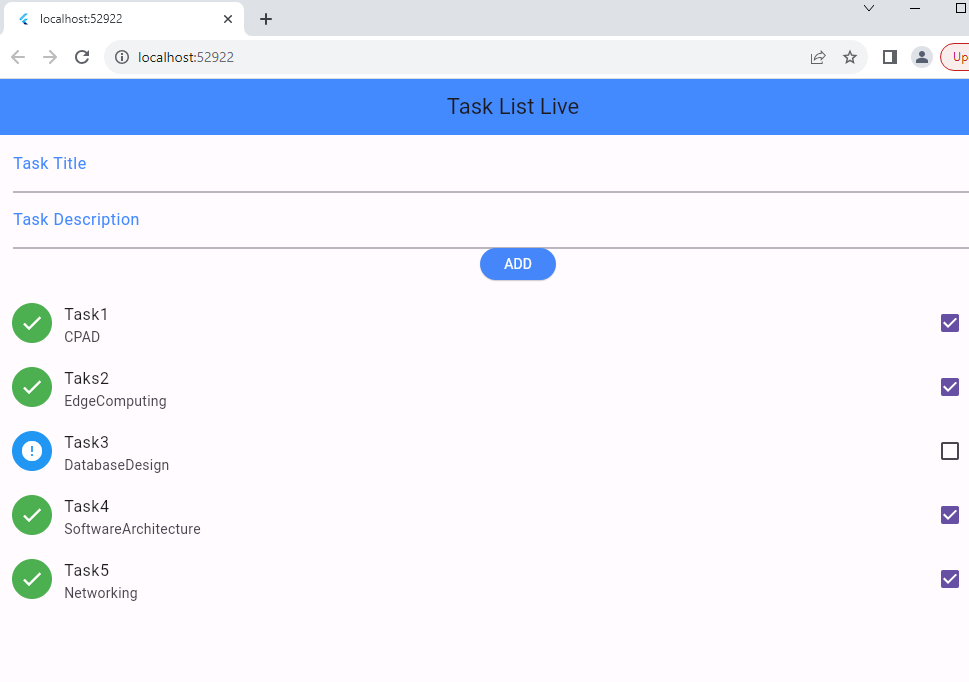 localhost:52922
localhost:52922
Task List Live
Task Title
Task Description
ADD
Task1
CPAD
Taks2
EdgeComputing
Task3
DatabaseDesign
Task4
SoftwareArchitecture
Task5
Networking